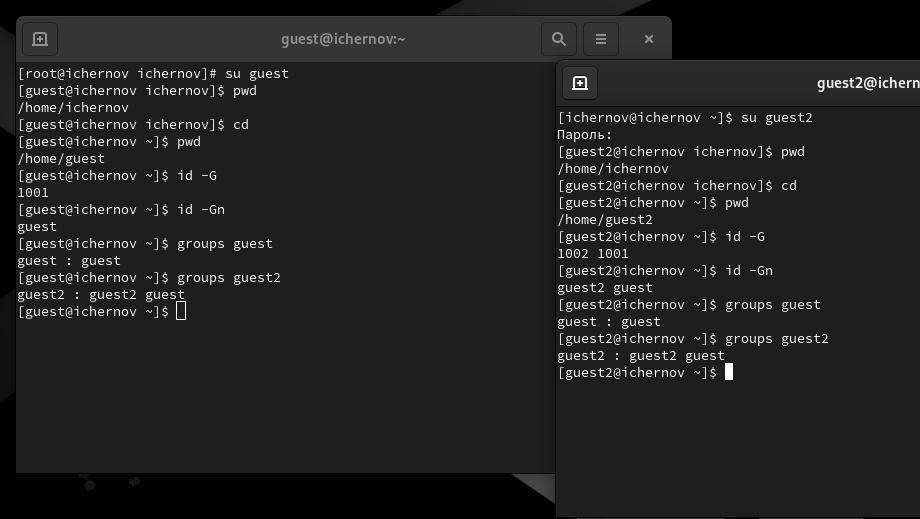 guest@ichernov:~
[root@ichernov ichernov]# su guest
[guest@ichernov ichernov]$ pwd
/home/ichernov
[guest@ichernov ichernov]$ cd
[guest@ichernov ~]$ pwd
/home/guest
[guest@ichernov ~]$ id -G
1001
[guest@ichernov ~]$ id -Gn
guest
[guest@ichernov ~]$ groups guest
guest : guest
[guest@ichernov ~]$ groups guest2
guest2 : guest2 guest
[guest@ichernov ~]$
guest2@ichern
[ichernov@ichernov ~]$ su guest2
Пароль:
[guest2@ichernov ichernov]$ pwd
/home/ichernov
[guest2@ichernov ichernov]$ cd
[guest2@ichernov ~]$ pwd
/home/guest2
[guest2@ichernov ~]$ id -G
1002 1001
[guest2@ichernov ~]$ id -Gn
guest2 guest
[guest2@ichernov ~]$ groups guest
guest : guest
[guest2@ichernov ~]$ groups guest2
guest2 : guest2 guest
[guest2@ichernov ~]$